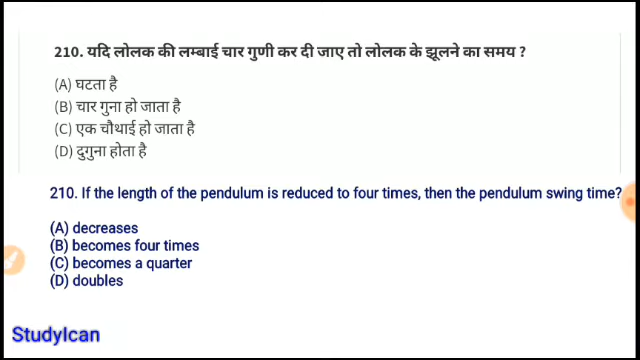 210. यदि लोलक की लम्बाई चार गुणी कर दी जाए तो लोलक के झूलने का समय ?
(A) घटता है
(B) चार गुना हो जाता है
(C) एक चौथाई हो जाता है
(D) दुगुना होता है
210. If the length of the pendulum is reduced to four times, then the pendulum swing time?
(A) decreases
(B) becomes four times
(C) becomes a quarter
(D) doubles
StudyIcan